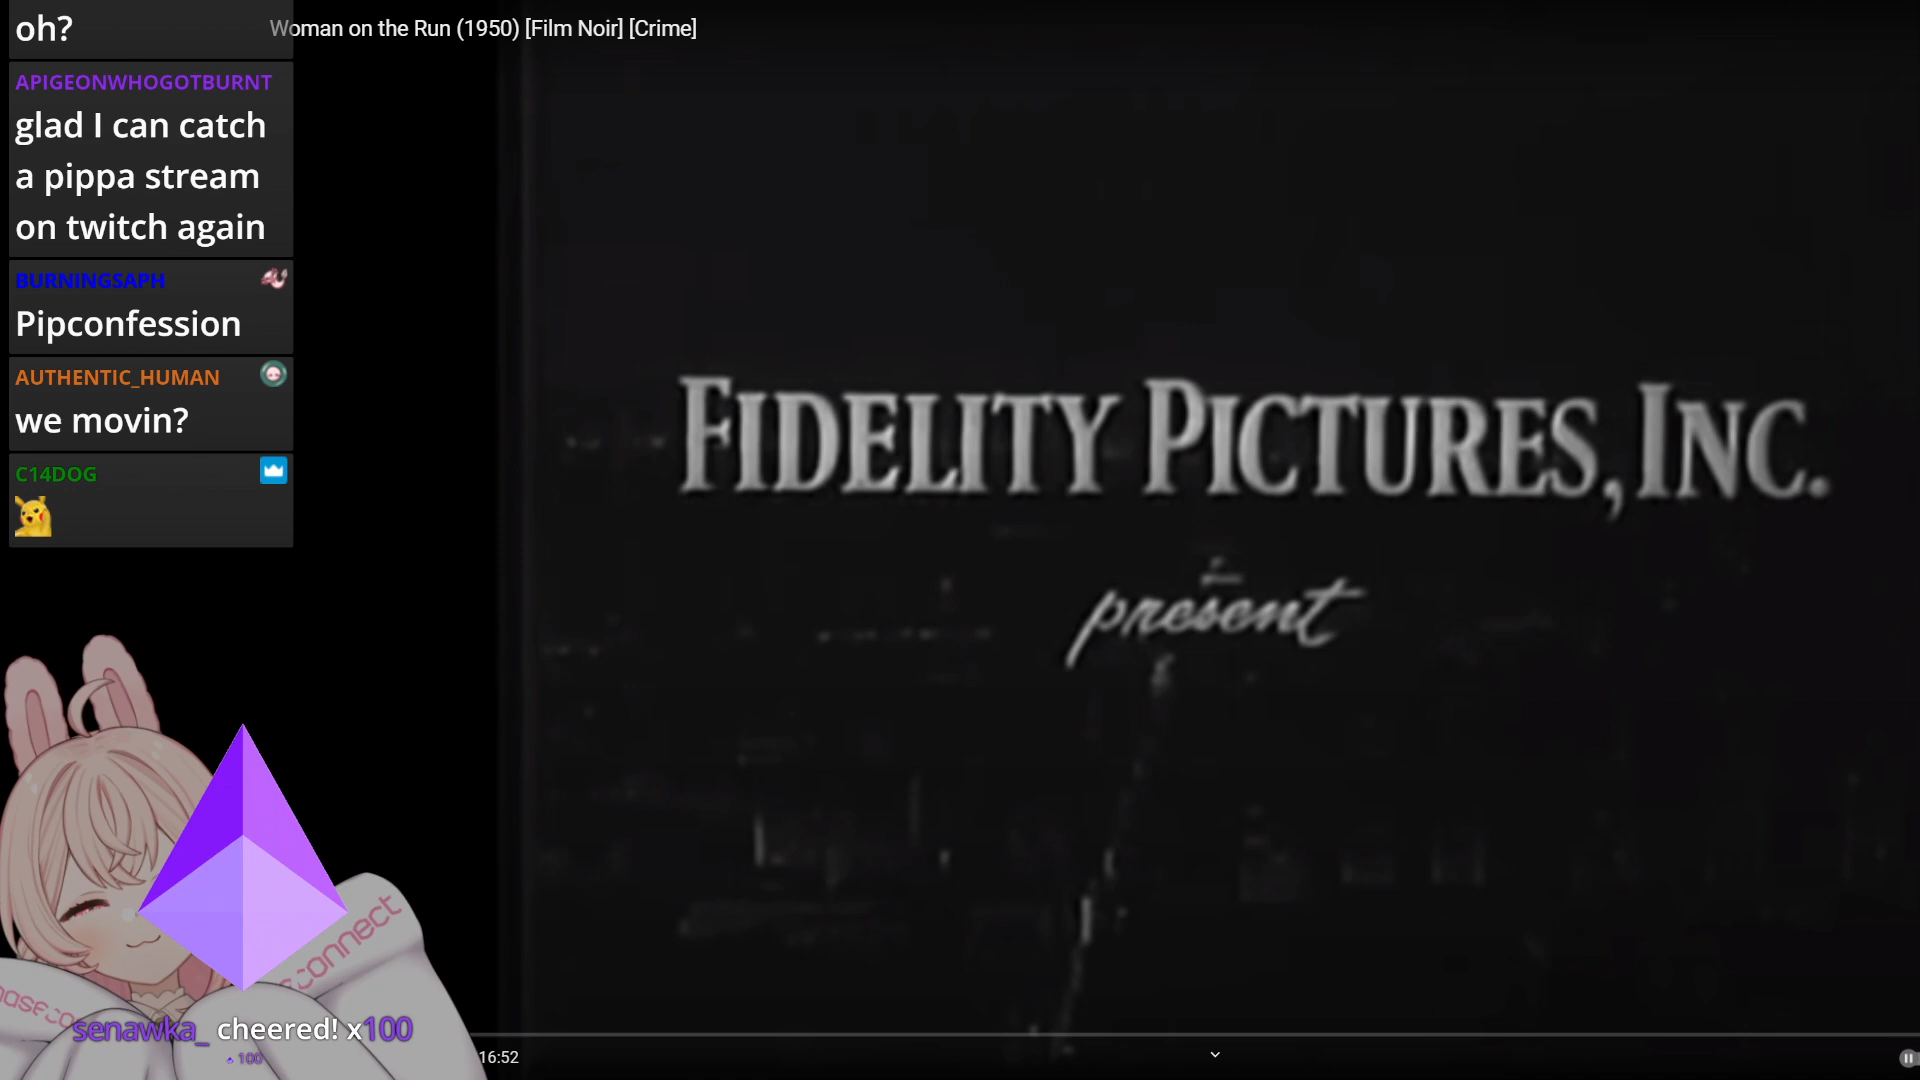 oh?
Woman on the Run (1950) [Film Noir] [Crime]
APIGEONWHOGOTBURNT
glad I can catch
a pippa stream
on twitch again
BURNINGSAPH
Pipconfession
AUTHENTIC_HUMAN
we movin?
C14DOG
FIDELITY PICTURES, INC.
present
connect
senawka_ cheered! x100
100
16:52